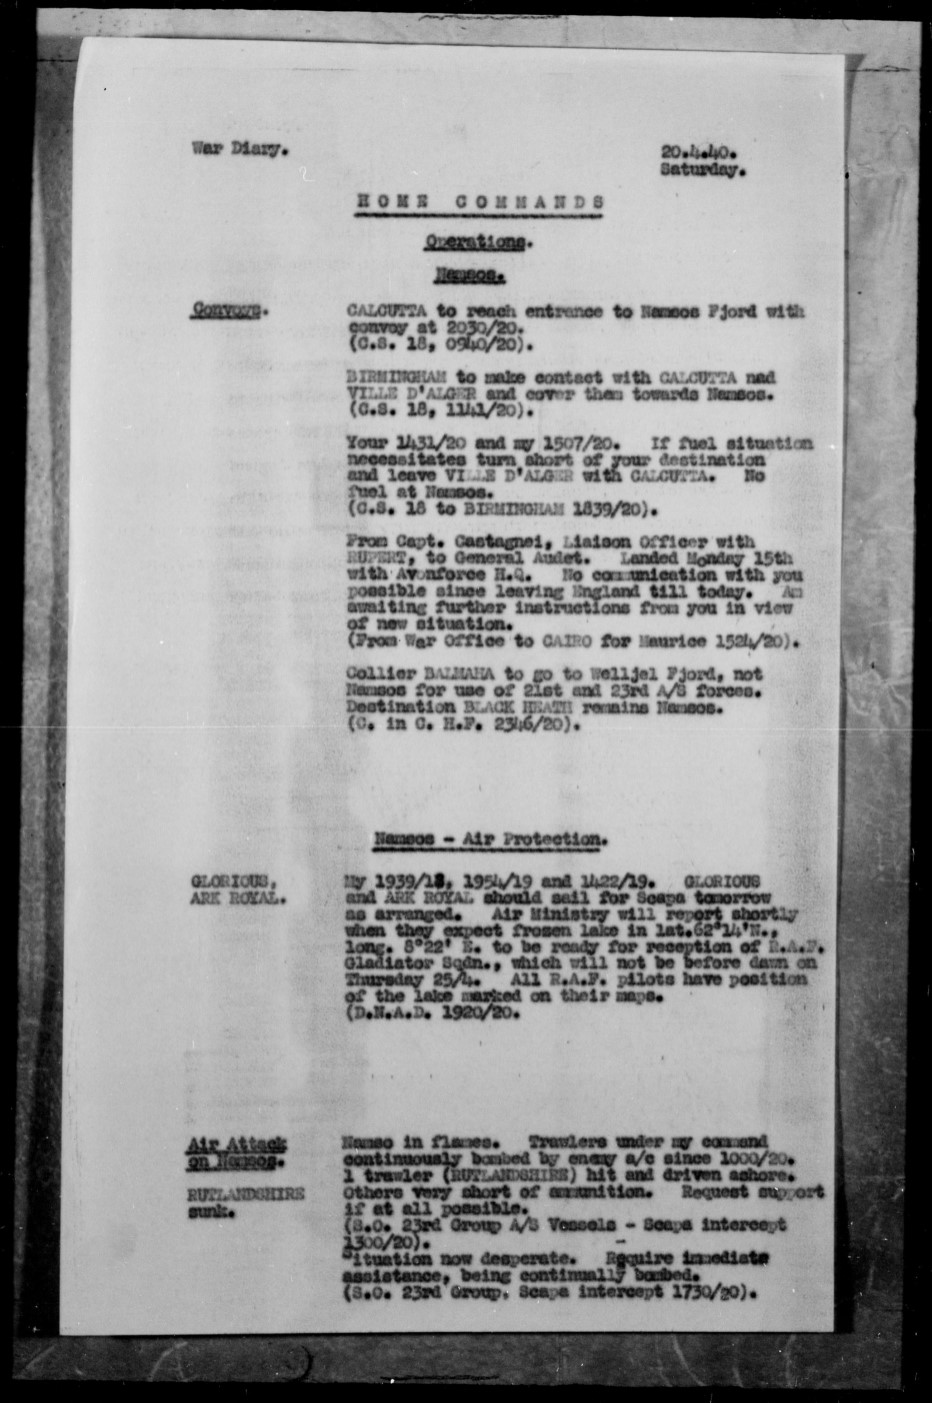 War Diary.
20.4.40.
Saturday.
HOME COMMANDS
Operations.
Namsos.
Convoys.
CALCUTTA to reach entrance to Namsos Fjord with
convoy at 2030/20.
(C.S. 18, 0940/20).
BIRMINGHAM to make contact with CALCUTTA nad
VILLE D'ALGER and cover them towards Namsos.
(C.S. 18, 1141/20).
Your 1431/20 and my 1507/20. If fuel situation
necessitates turn short of your destination
and leave VILLE D'ALGER with CALCUTTA. No
fuel at Namsos.
(C.S. 18 to BIRMINGHAM 1839/20).
From Capt. Castagnei, Liaison Officer with
RUPERT, to General Audet. Landed Monday 15th
with Avonforce H.Q. No communication with you
possible since leaving England till today. Am
awaiting further instructions from you in view
of new situation.
(From War Office to CAIRO for Maurice 1524/20).
Collier BALMAHA to go to Welljel Fjord, not
Namsos for use of 21st and 23rd A/S forces.
Destination BLACK HEATH remains Namsos.
(C. in C. H.F. 2346/20).
Namsos - Air Protection.
GLORIOUS,
ARK ROYAL.
My 1939/18, 1954/19 and 1422/19. GLORIOUS
and ARK ROYAL should sail for Scapa tomorrow
as arranged. Air Ministry will report shortly
when they expect frozen lake in lat.62°14'N.,
long. 8°22' E. to be ready for reception of R.A.F.
Gladiator Sqdn., which will not be before dawn on
Thursday 25/4. All R.A.F. pilots have position
of the lake marked on their maps.
(D.N.A.D. 1920/20.
Air Attack
on Namsos.
RUTLANDSHIRE
sunk.
Namso in flames. Trawlers under my command
continuously bombed by enemy a/c since 1000/20.
1 trawler (RUTLANDSHIRE) hit and driven ashore.
Others very short of ammunition. Request support
if at all possible.
(S.O. 23rd Group A/S Vessels - Scapa intercept
1300/20).
Situation now desperate. Require immediate
assistance, being continually bombed.
(S.O. 23rd Group. Scapa intercept 1730/20).